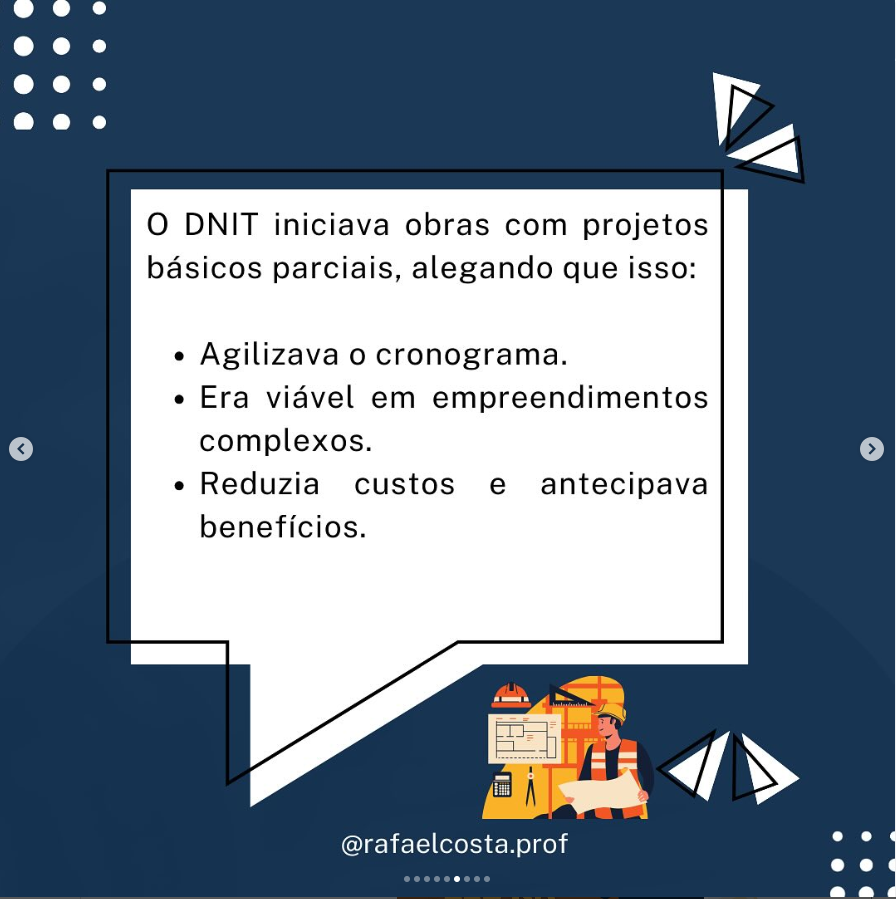 O DNIT iniciava obras com projetos
básicos parciais, alegando que isso:
• Agilizava o cronograma.
• Era viável em empreendimentos
complexos.
• Reduzia custos e antecipava
benefícios.
@rafaelcosta.prof